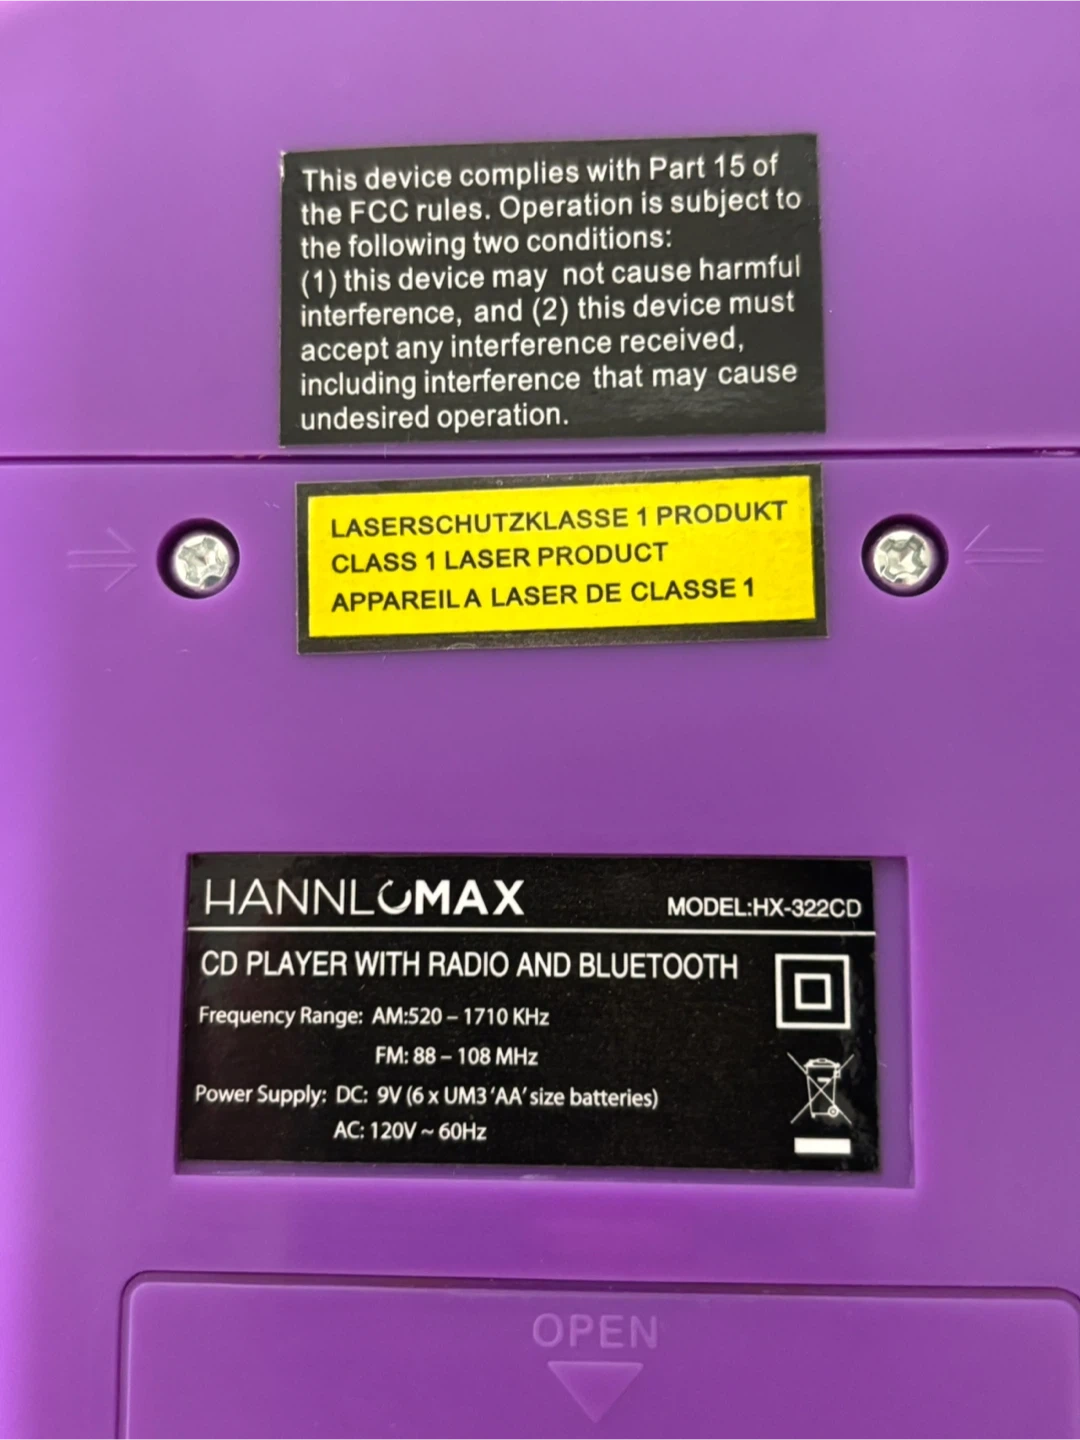 This device complies with Part 15 of
the FCC rules. Operation is subject to
the following two conditions:
(1) this device may not cause harmful
interference, and (2) this device must
accept any interference received,
including interference that may cause
undesired operation.
LASERSCHUTZKLASSE 1 PRODUKT
CLASS 1 LASER PRODUCT
APPAREIL A LASER DE CLASSE 1
HANNLOMAX
MODEL:HX-322CD
CD PLAYER WITH RADIO AND BLUETOOTH
Frequency Range: AM:520 – 1710 KHz
FM: 88 – 108 MHz
Power Supply: DC: 9V (6 x UM3 'AA' size batteries)
AC: 120V ~ 60Hz
OPEN